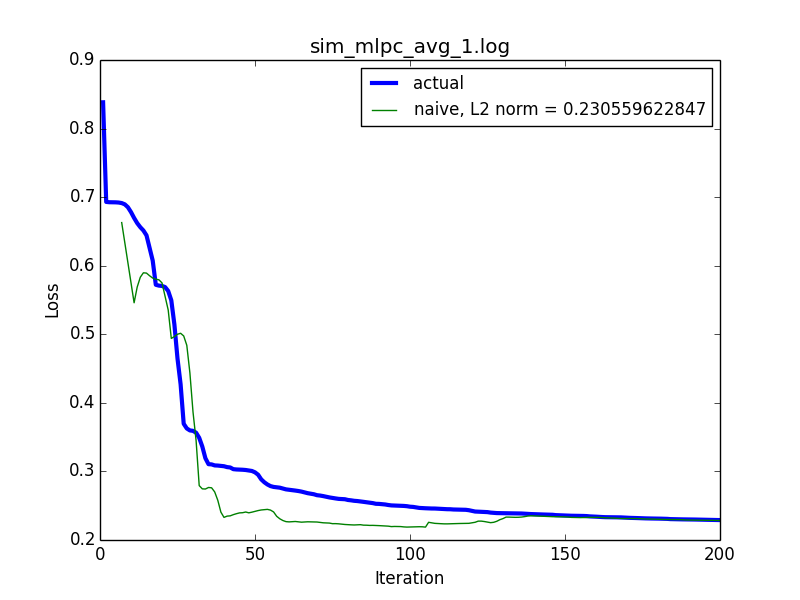 sim_mlpc_avg_1.log
0.9
actual
naive, L2 norm = 0.230559622847
0.8
0.7
0.6
Loss
0.5
0.4
0.3
0.2
0 50 100 150 200
Iteration